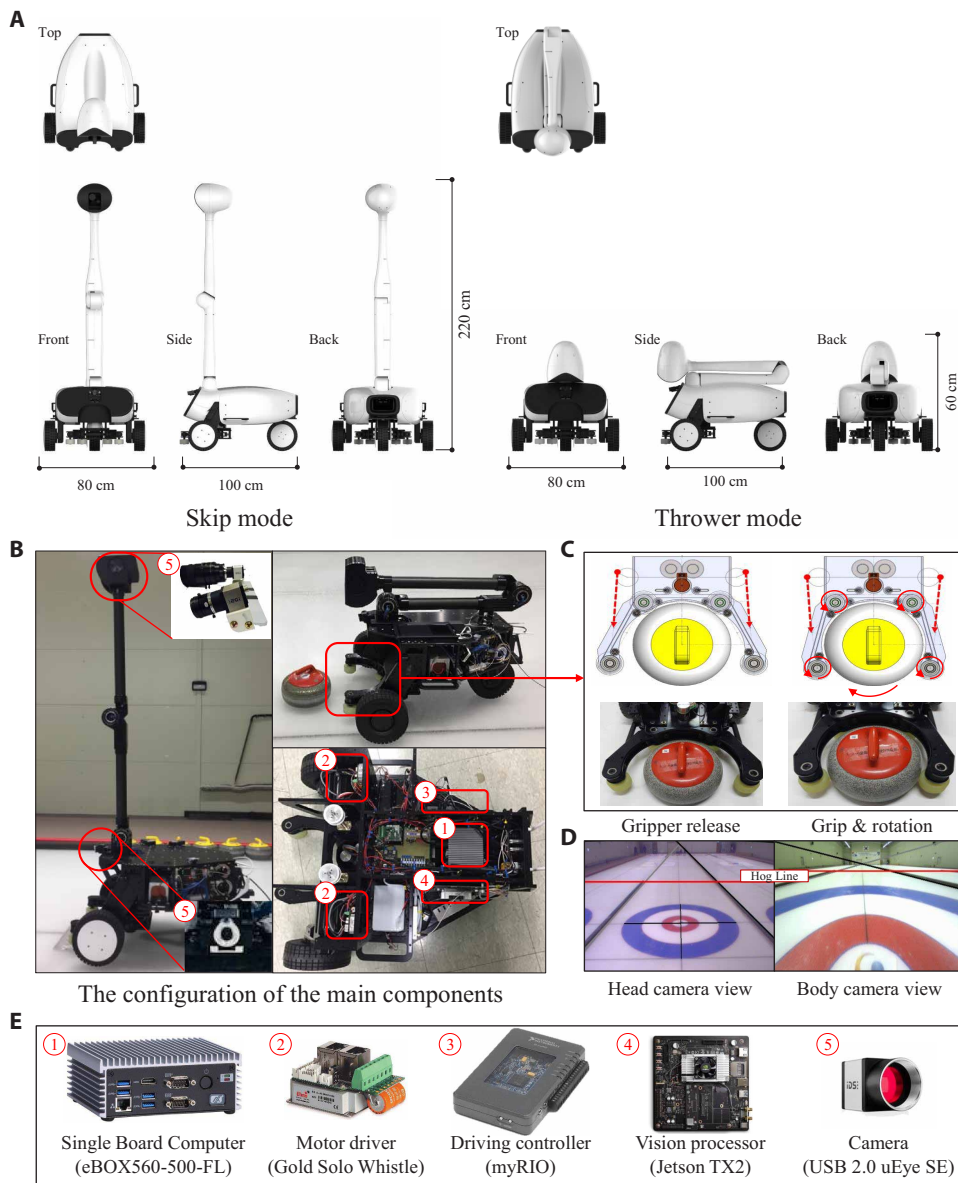 A
Top
Top
Front
Side
Back
220 cm
Front
Side
Back
60 cm
80 cm
100 cm
80 cm
100 cm
Skip mode
Thrower mode
B
5
5
2
3
1
4
2
The configuration of the main components
C
Gripper release
Grip & rotation
D
Hog Line
Head camera view
Body camera view
E
1
2
3
4
5
iDS
Single Board Computer
(eBOX560-500-FL)
Motor driver
(Gold Solo Whistle)
Driving controller
(myRIO)
Vision processor
(Jetson TX2)
Camera
(USB 2.0 uEye SE)